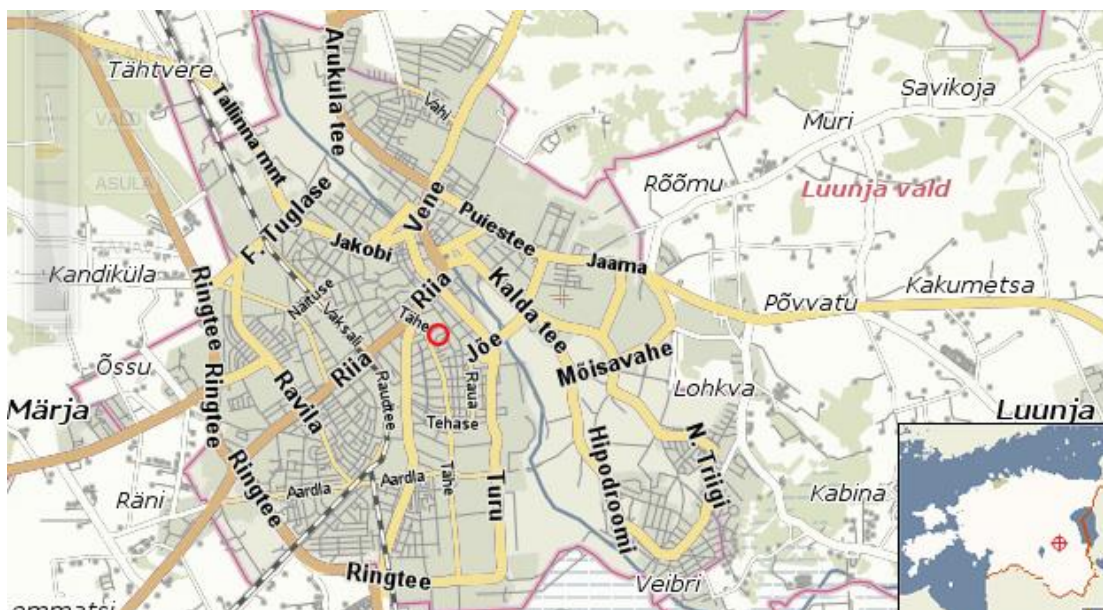 Arukula tee
Tähtvere
Vahi
Savikoja
Tallinna mnt
VALD
Muri
ASULA
Rõõmu
Luunja vald
Vene
Puiestee
F. Tuglase
Jakobi
Jaama
Kandiküla
Ringtee
Näituse
Riia
Kalda tee
Põvvatu
Kakumetsa
Vaksali
Tähe
Jõe
Mõisavahe
Õssu
Riia
Märja
Ringtee
Ravila
Raudtee
Raua
Lohkva
Luunja
Tehase
Hipodroomi
N. Triigi
Ringtee
Räni
Aardla
Aardla
Tähe
Turu
Kabina
Ringtee
Veibri
emmatsi